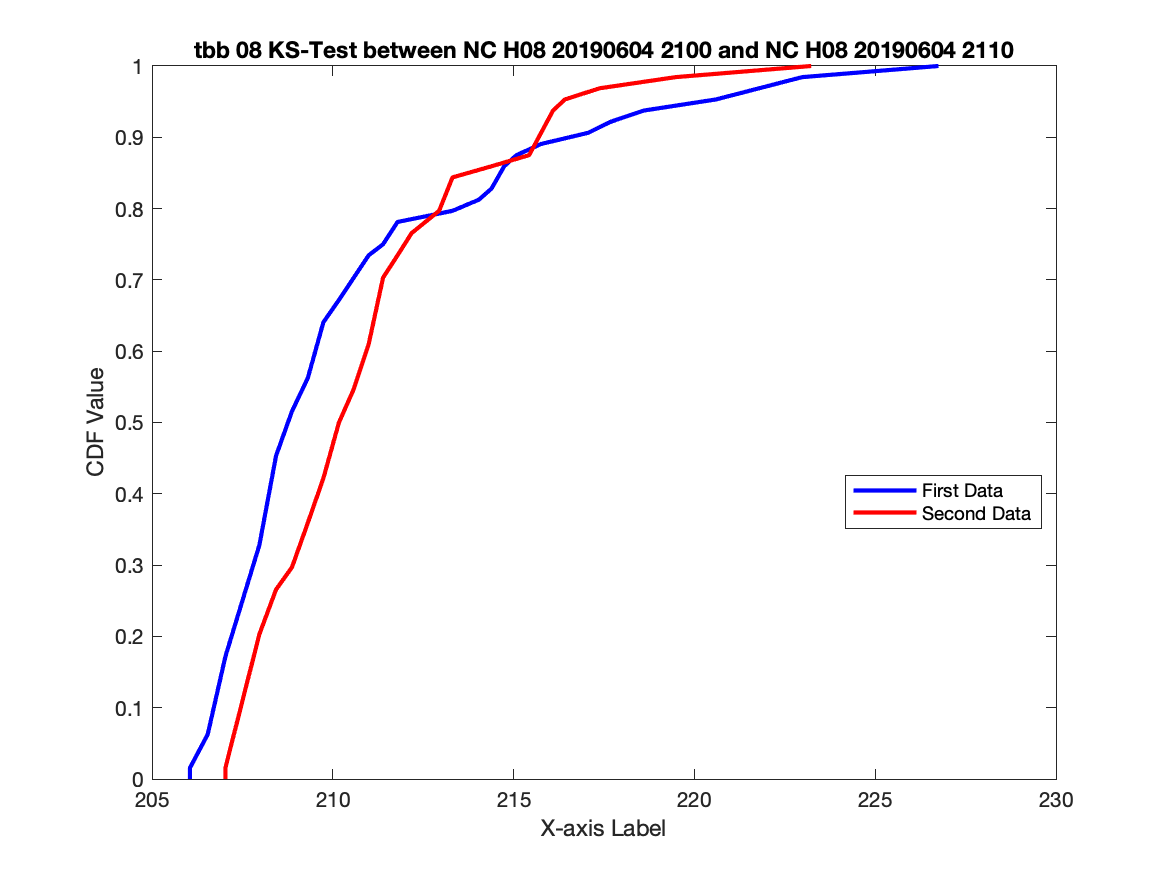 tbb 08 KS-Test between NC H08 20190604 2100 and NC H08 20190604 2110
1
0.9
0.8
0.7
0.6
0.5
0.4
0.3
0.2
0.1
0
CDF Value
First Data
Second Data
205 210 215 220 225 230
X-axis Label